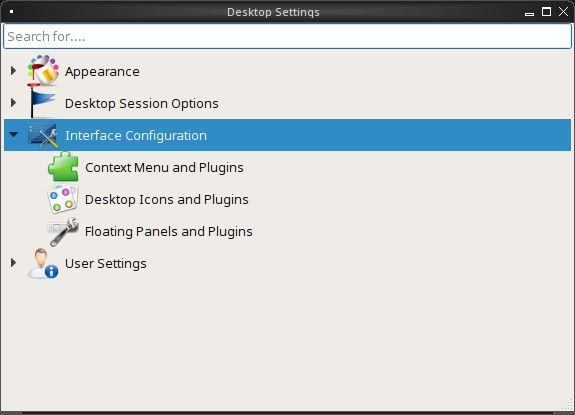 Desktop Settings
Search for....
Appearance
Desktop Session Options
Interface Configuration
Context Menu and Plugins
Desktop Icons and Plugins
Floating Panels and Plugins
User Settings